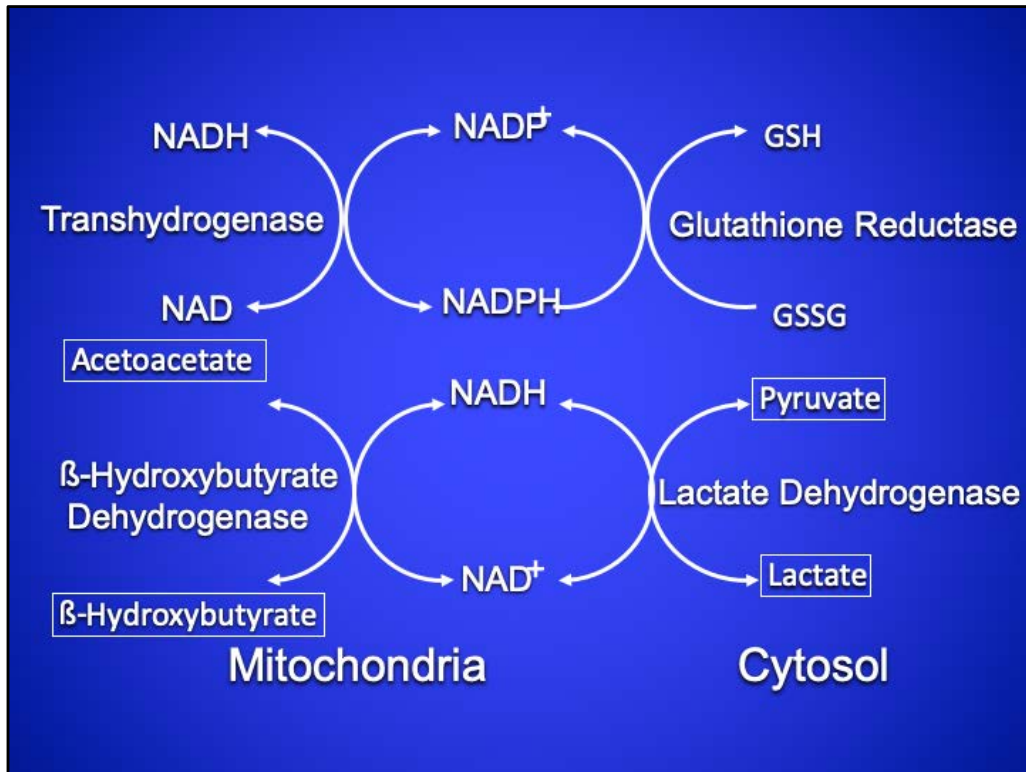 NADH
NADP+
GSH
Transhydrogenase
Glutathione Reductase
NAD
NADPH
GSSG
Acetoacetate
NADH
Pyruvate
ß-Hydroxybutyrate
Dehydrogenase
Lactate Dehydrogenase
NAD+
Lactate
ß-Hydroxybutyrate
Mitochondria
Cytosol